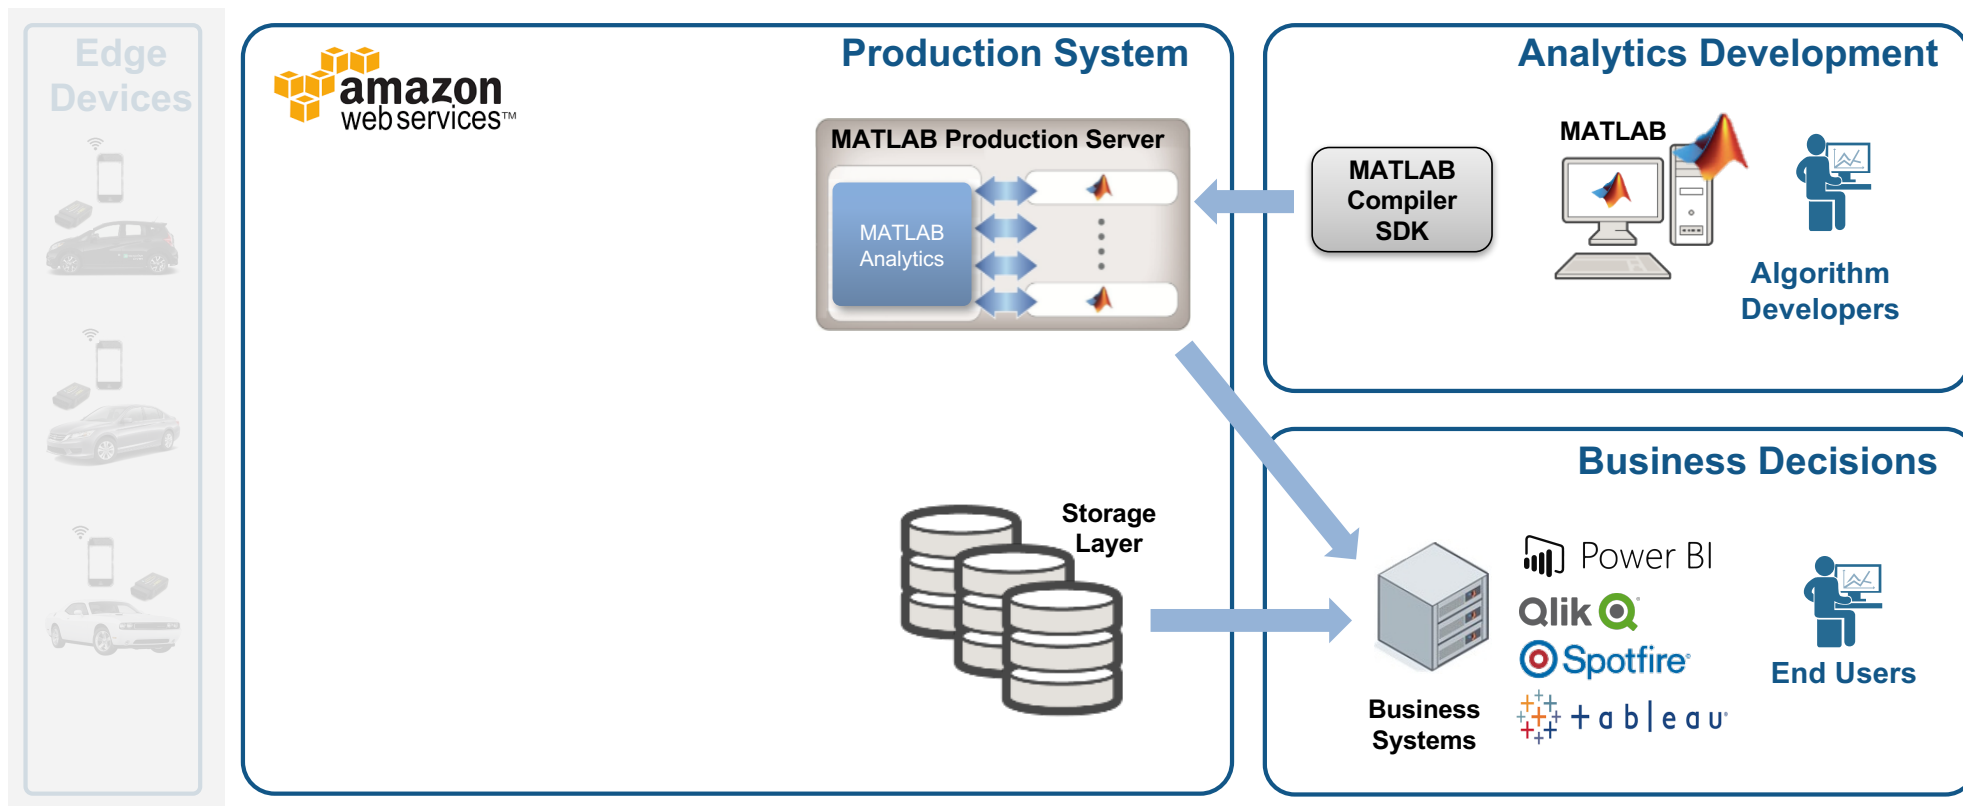 Edge
Devices
amazon
web services™
Production System
MATLAB Production Server
MATLAB
Analytics
Storage
Layer
Analytics Development
MATLAB
Compiler
SDK
MATLAB
Algorithm
Developers
Business Decisions
Business
Systems
Power BI
Qlik
Spotfire
+ableau
End Users